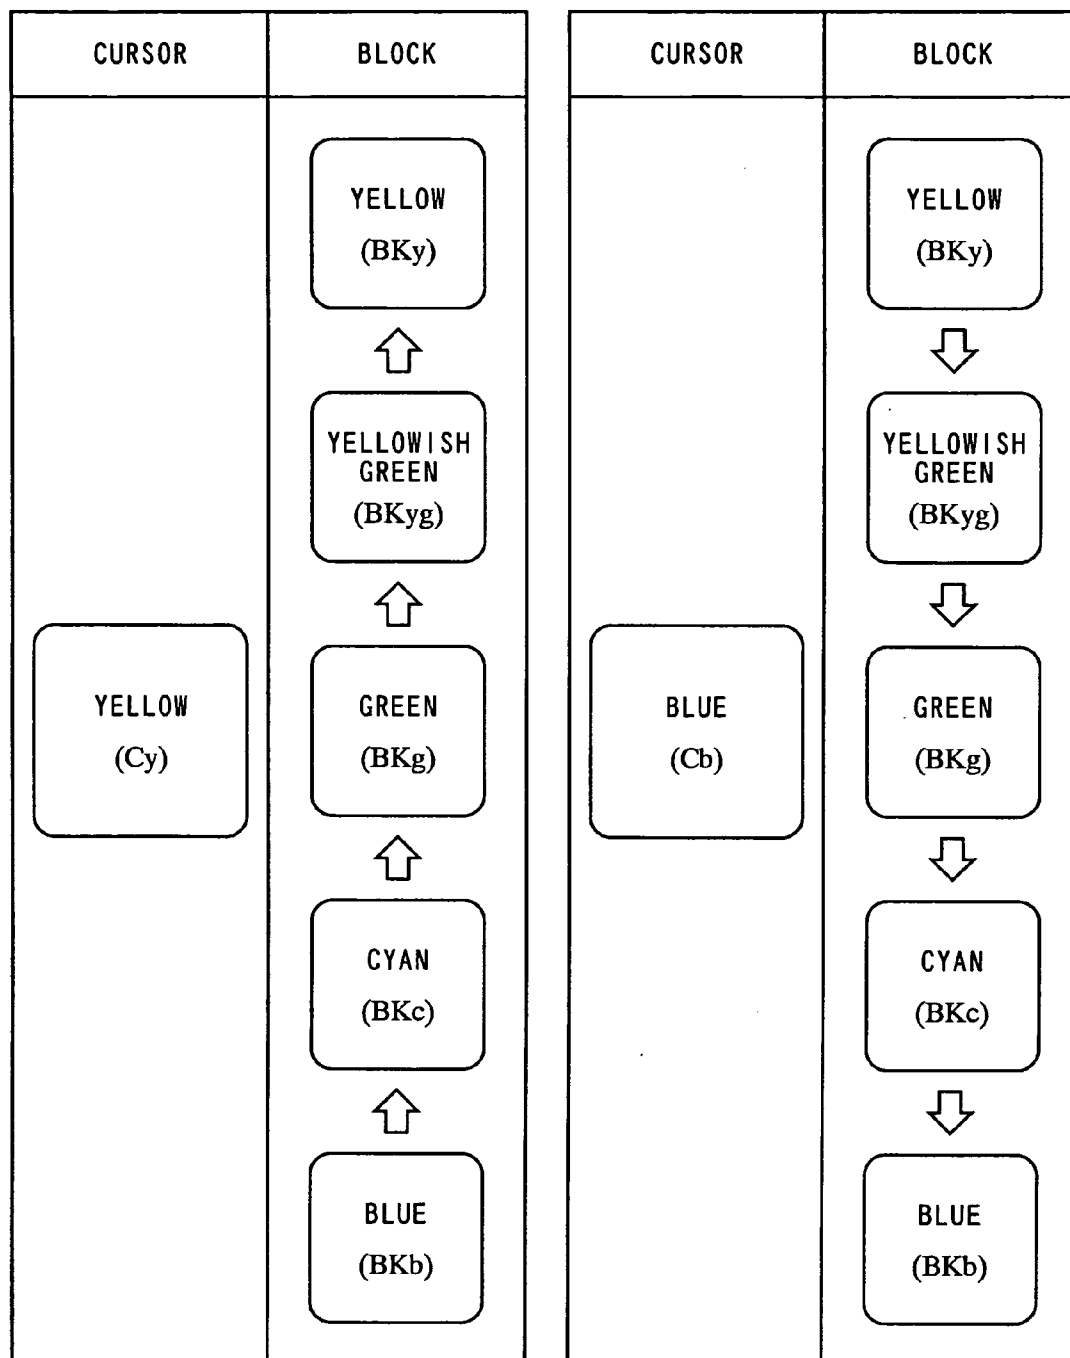 CURSOR BLOCK
YELLOW
(BKy)
YELLOWISH
GREEN
(BKyg)
YELLOW
(Cy)
GREEN
(BKg)
CYAN
(BKc)
BLUE
(BKb)
CURSOR BLOCK
YELLOW
(BKy)
YELLOWISH
GREEN
(BKyg)
BLUE
(Cb)
GREEN
(BKg)
CYAN
(BKc)
BLUE
(BKb)